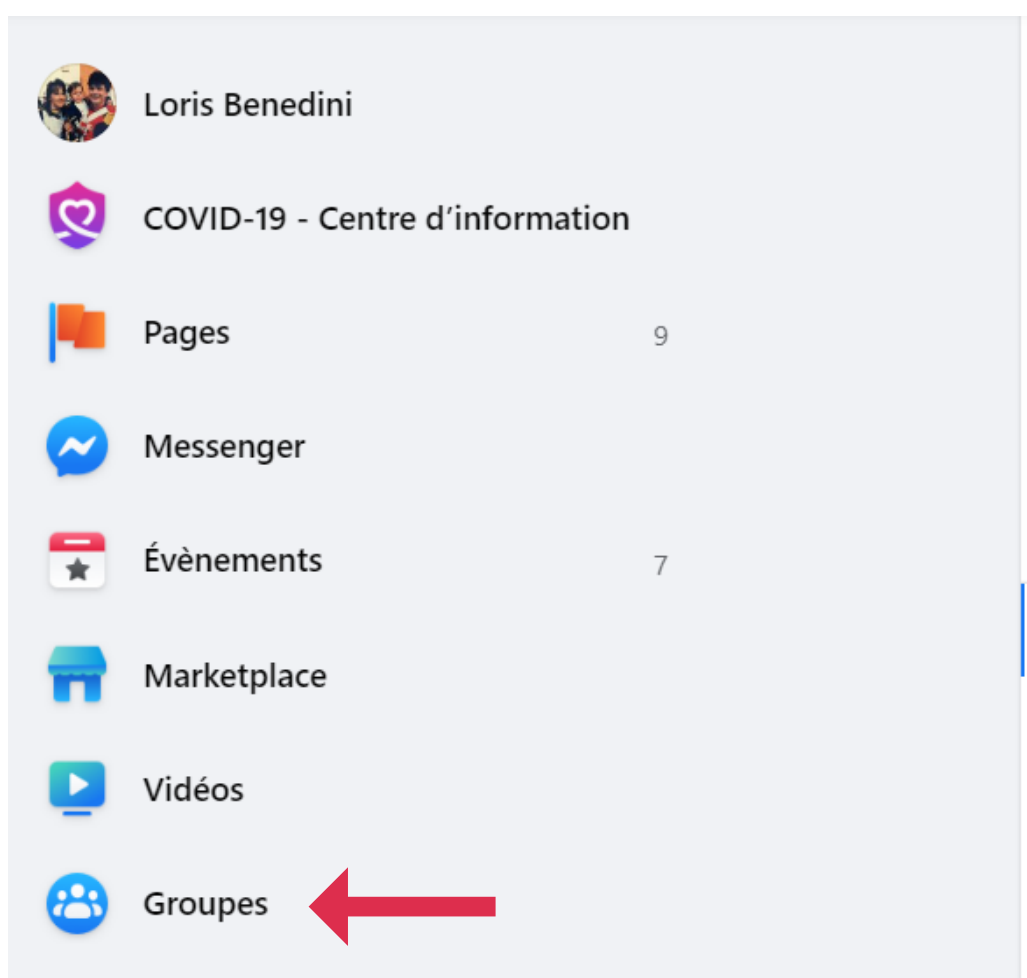 Loris Benedini
COVID-19 - Centre d'information
Pages 9
Messenger
Évènements 7
Marketplace
Vidéos
Groupes